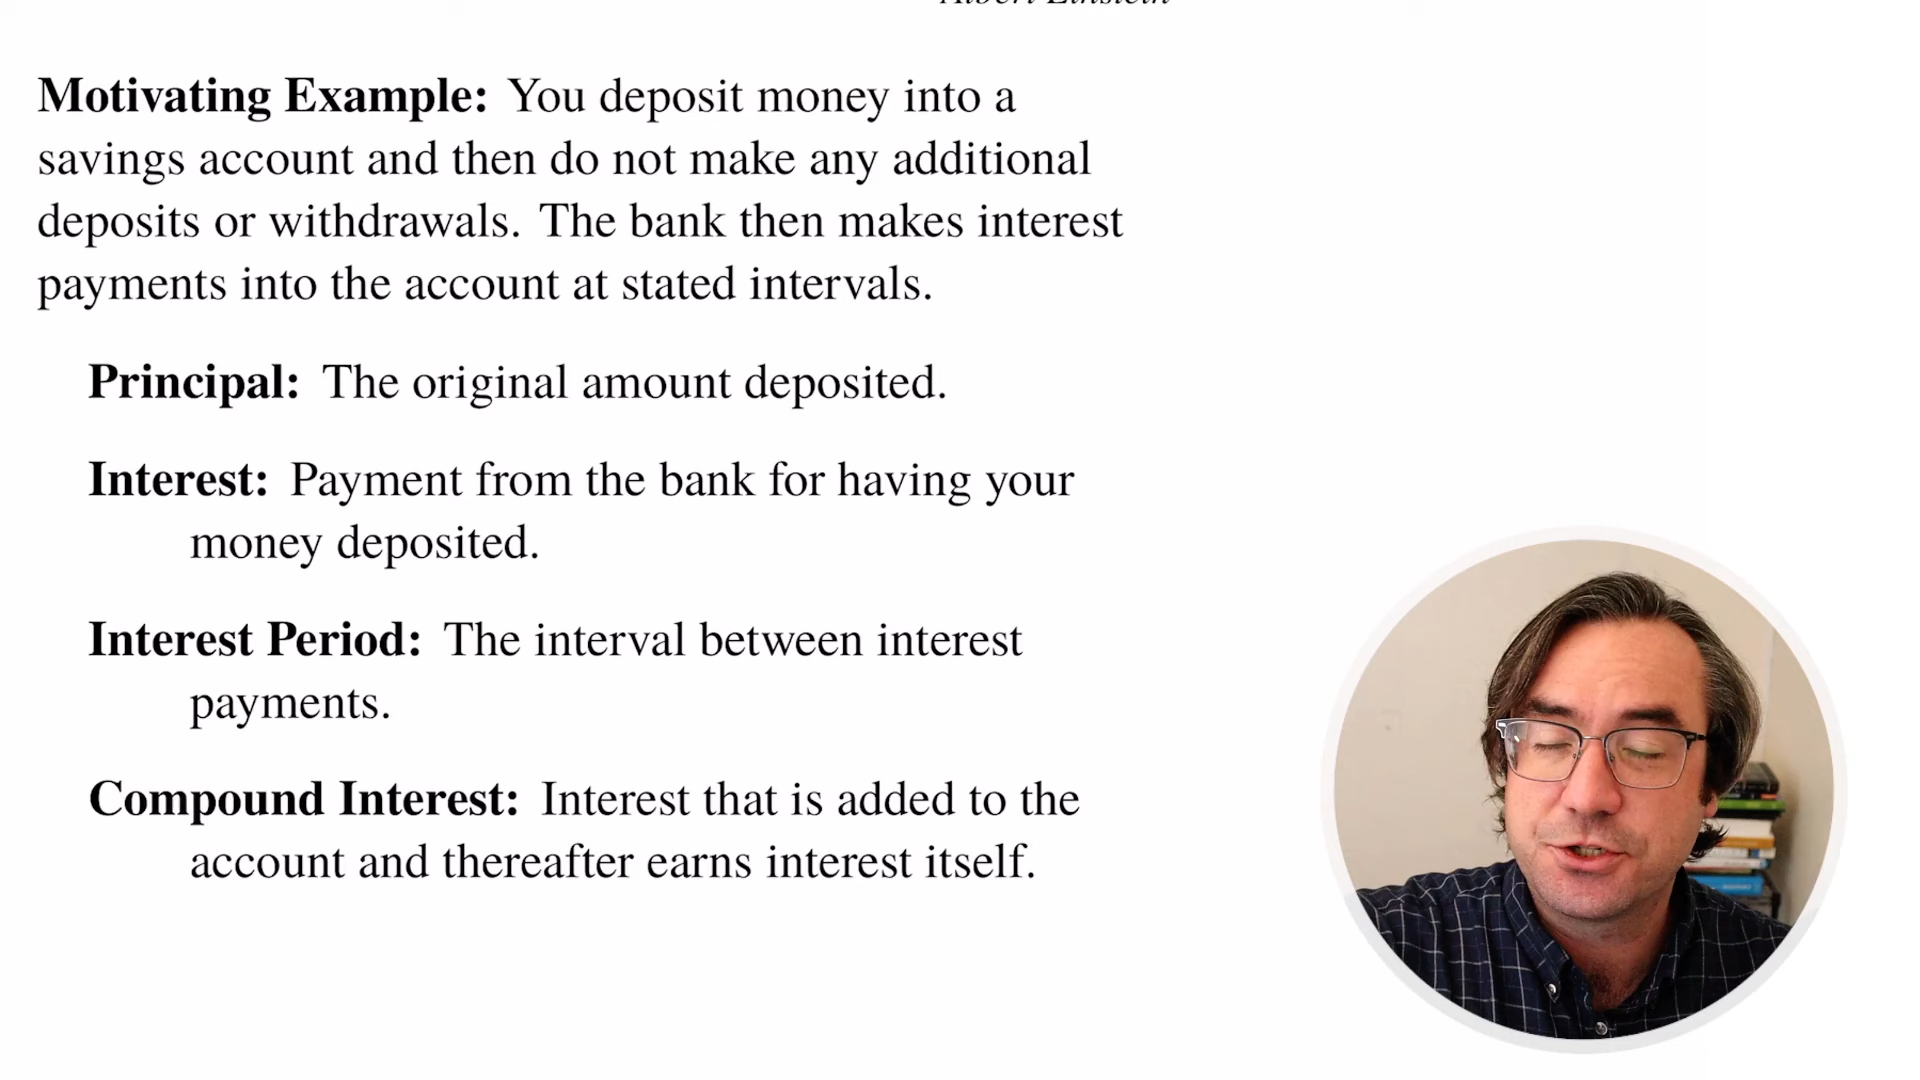 Albert Einstein
Motivating Example: You deposit money into a
savings account and then do not make any additional
deposits or withdrawals. The bank then makes interest
payments into the account at stated intervals.
Principal: The original amount deposited.
Interest: Payment from the bank for having your
money deposited.
Interest Period: The interval between interest
payments.
Compound Interest: Interest that is added to the
account and thereafter earns interest itself.